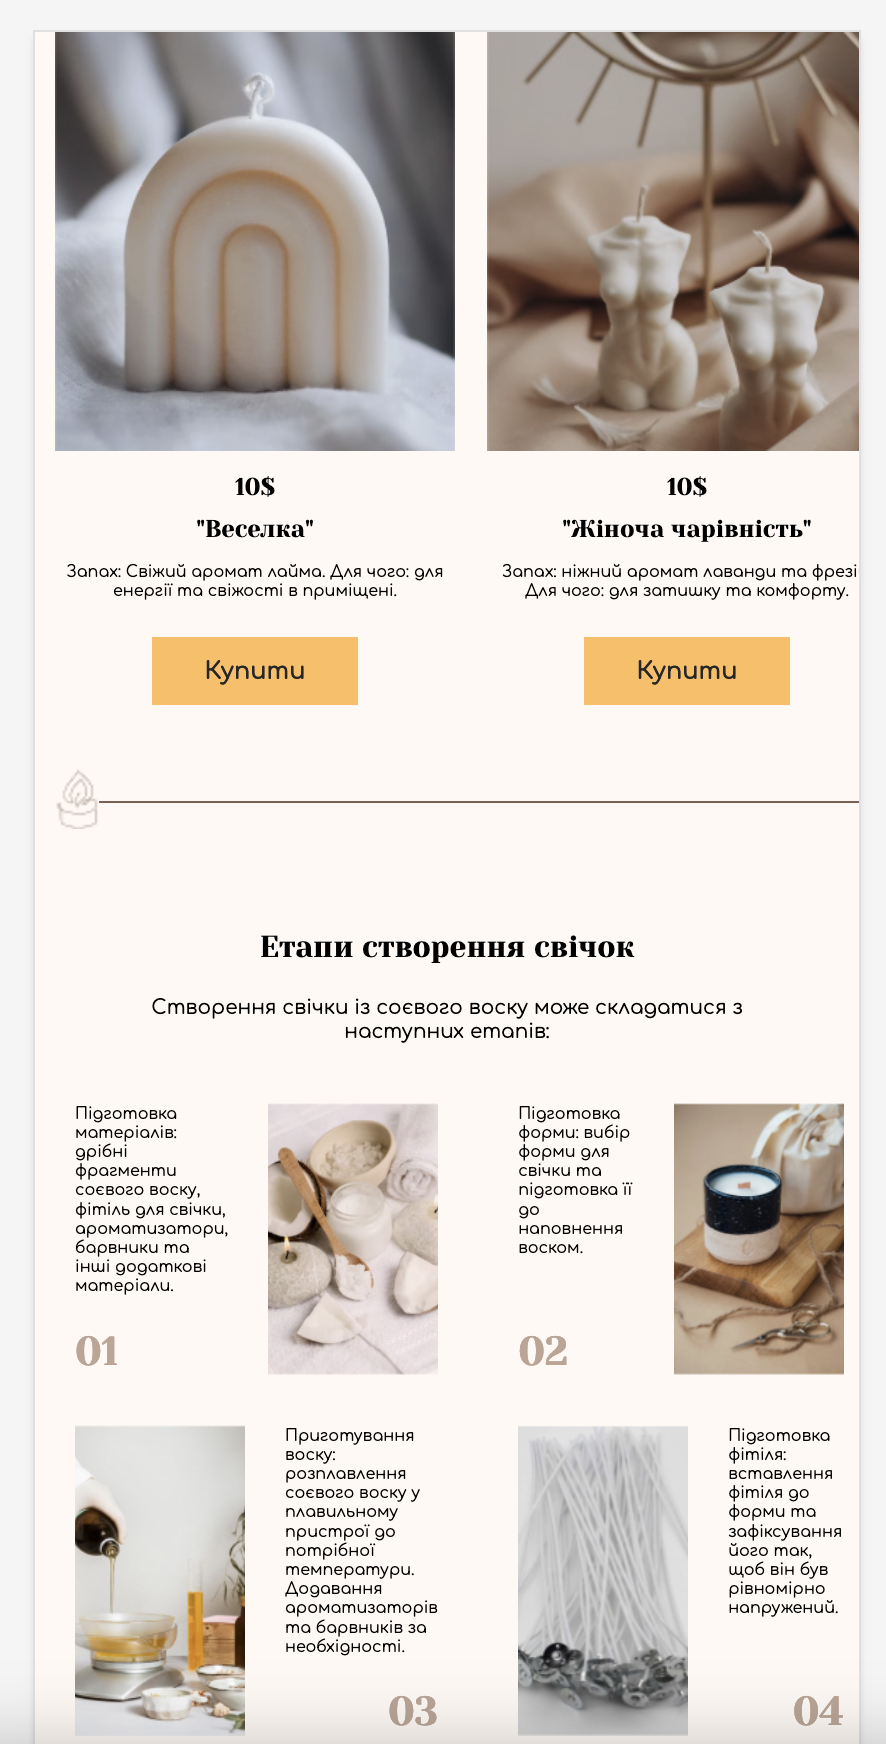 10$
"Веселка"
Запах: Свіжий аромат лайма. Для чого: для
енергії та свіжості в приміщені.
Купити
10$
"Жіноча чарівність"
Запах: ніжний аромат лаванди та фрезі
Для чого: для затишку та комфорту.
Купити
Етапи створення свічок
Створення свічки із соєвого воску може складатися з
наступних етапів:
Підготовка
матеріалів:
дрібні
фрагменти
соєвого воску,
фітіль для свічки,
ароматизатори,
барвники та
інші додаткові
матеріали.
01
Підготовка
форми: вибір
форми для
свічки та
підготовка її
до
наповнення
воском.
02
Приготування
воску:
розплавлення
соєвого воску у
плавильному
пристрої до
потрібної
температури.
Додавання
ароматизаторів
та барвників за
необхідності.
03
Підготовка
фітіля:
вставлення
фітіля до
форми та
зафіксування
його так,
щоб він був
рівномірно
напружений.
04